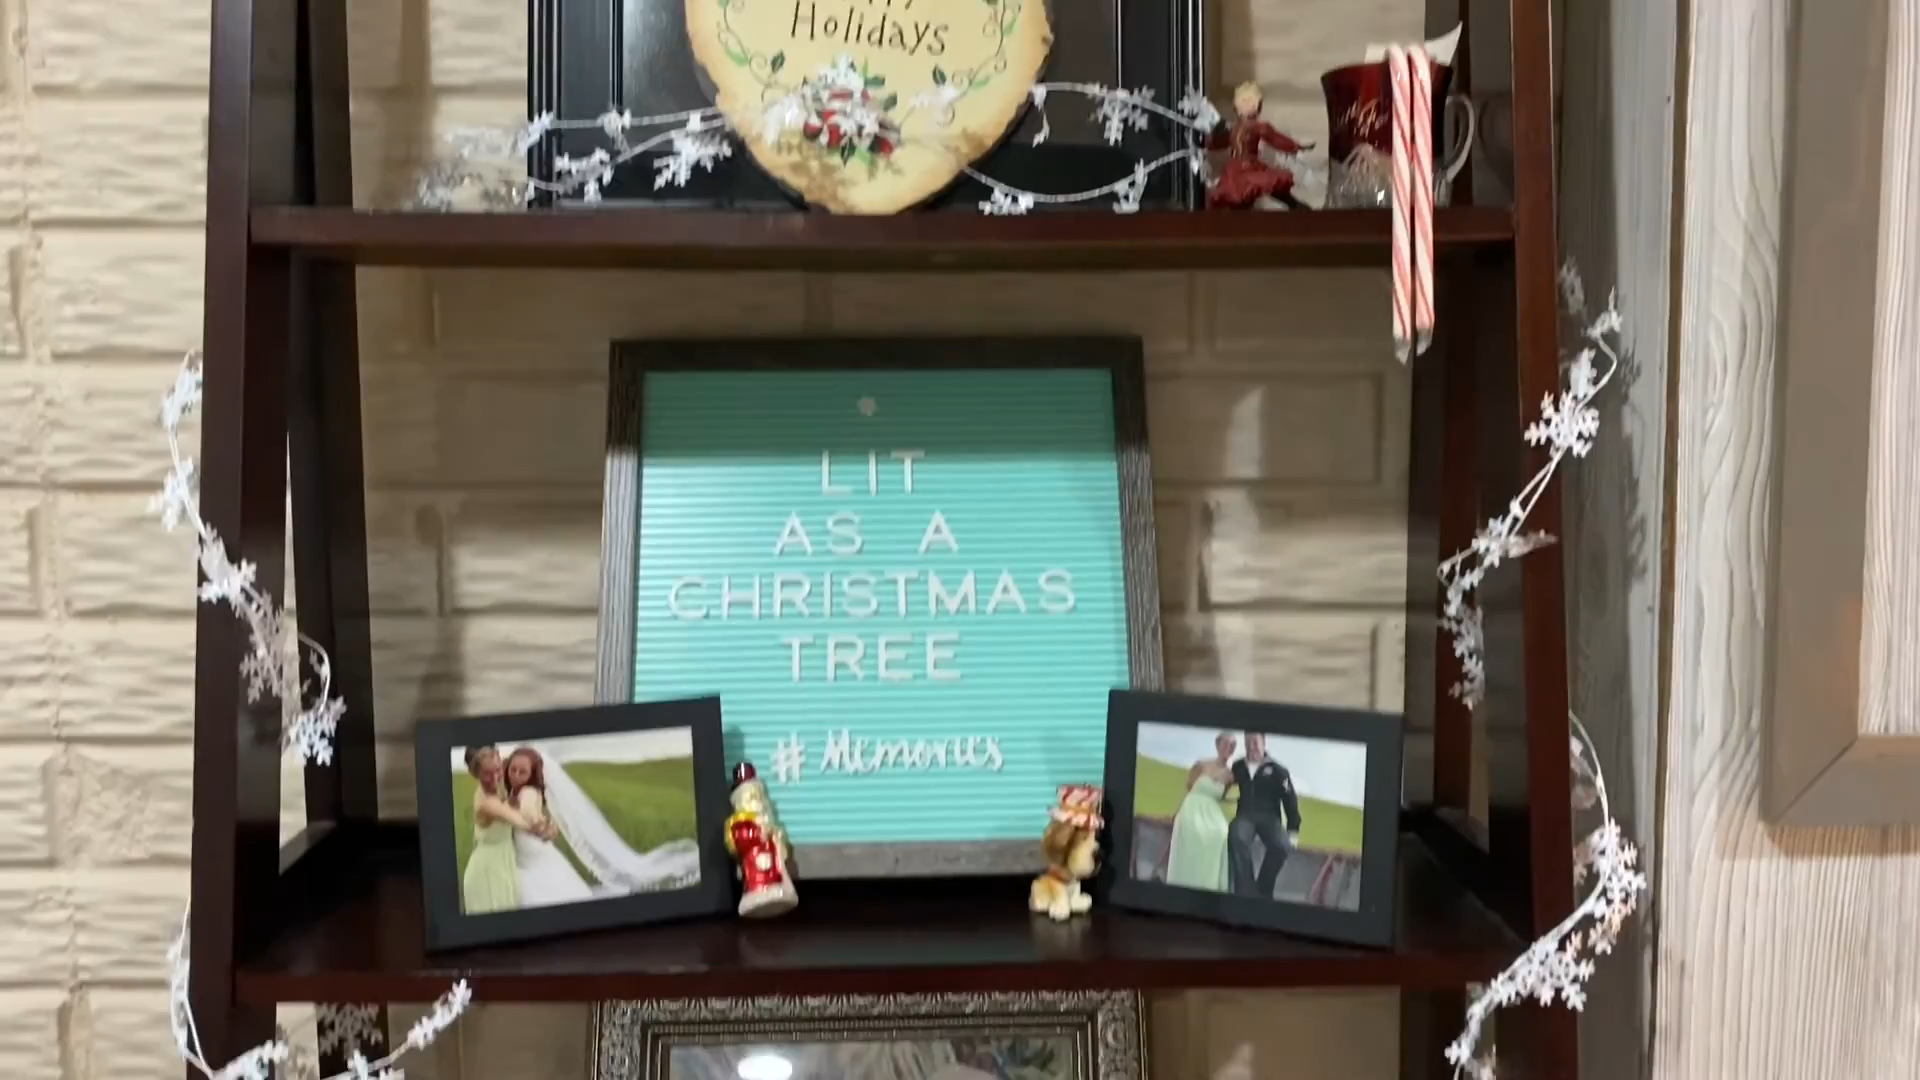 Holidays
LIT
AS A
CHRISTMAS
TREE
# Memories